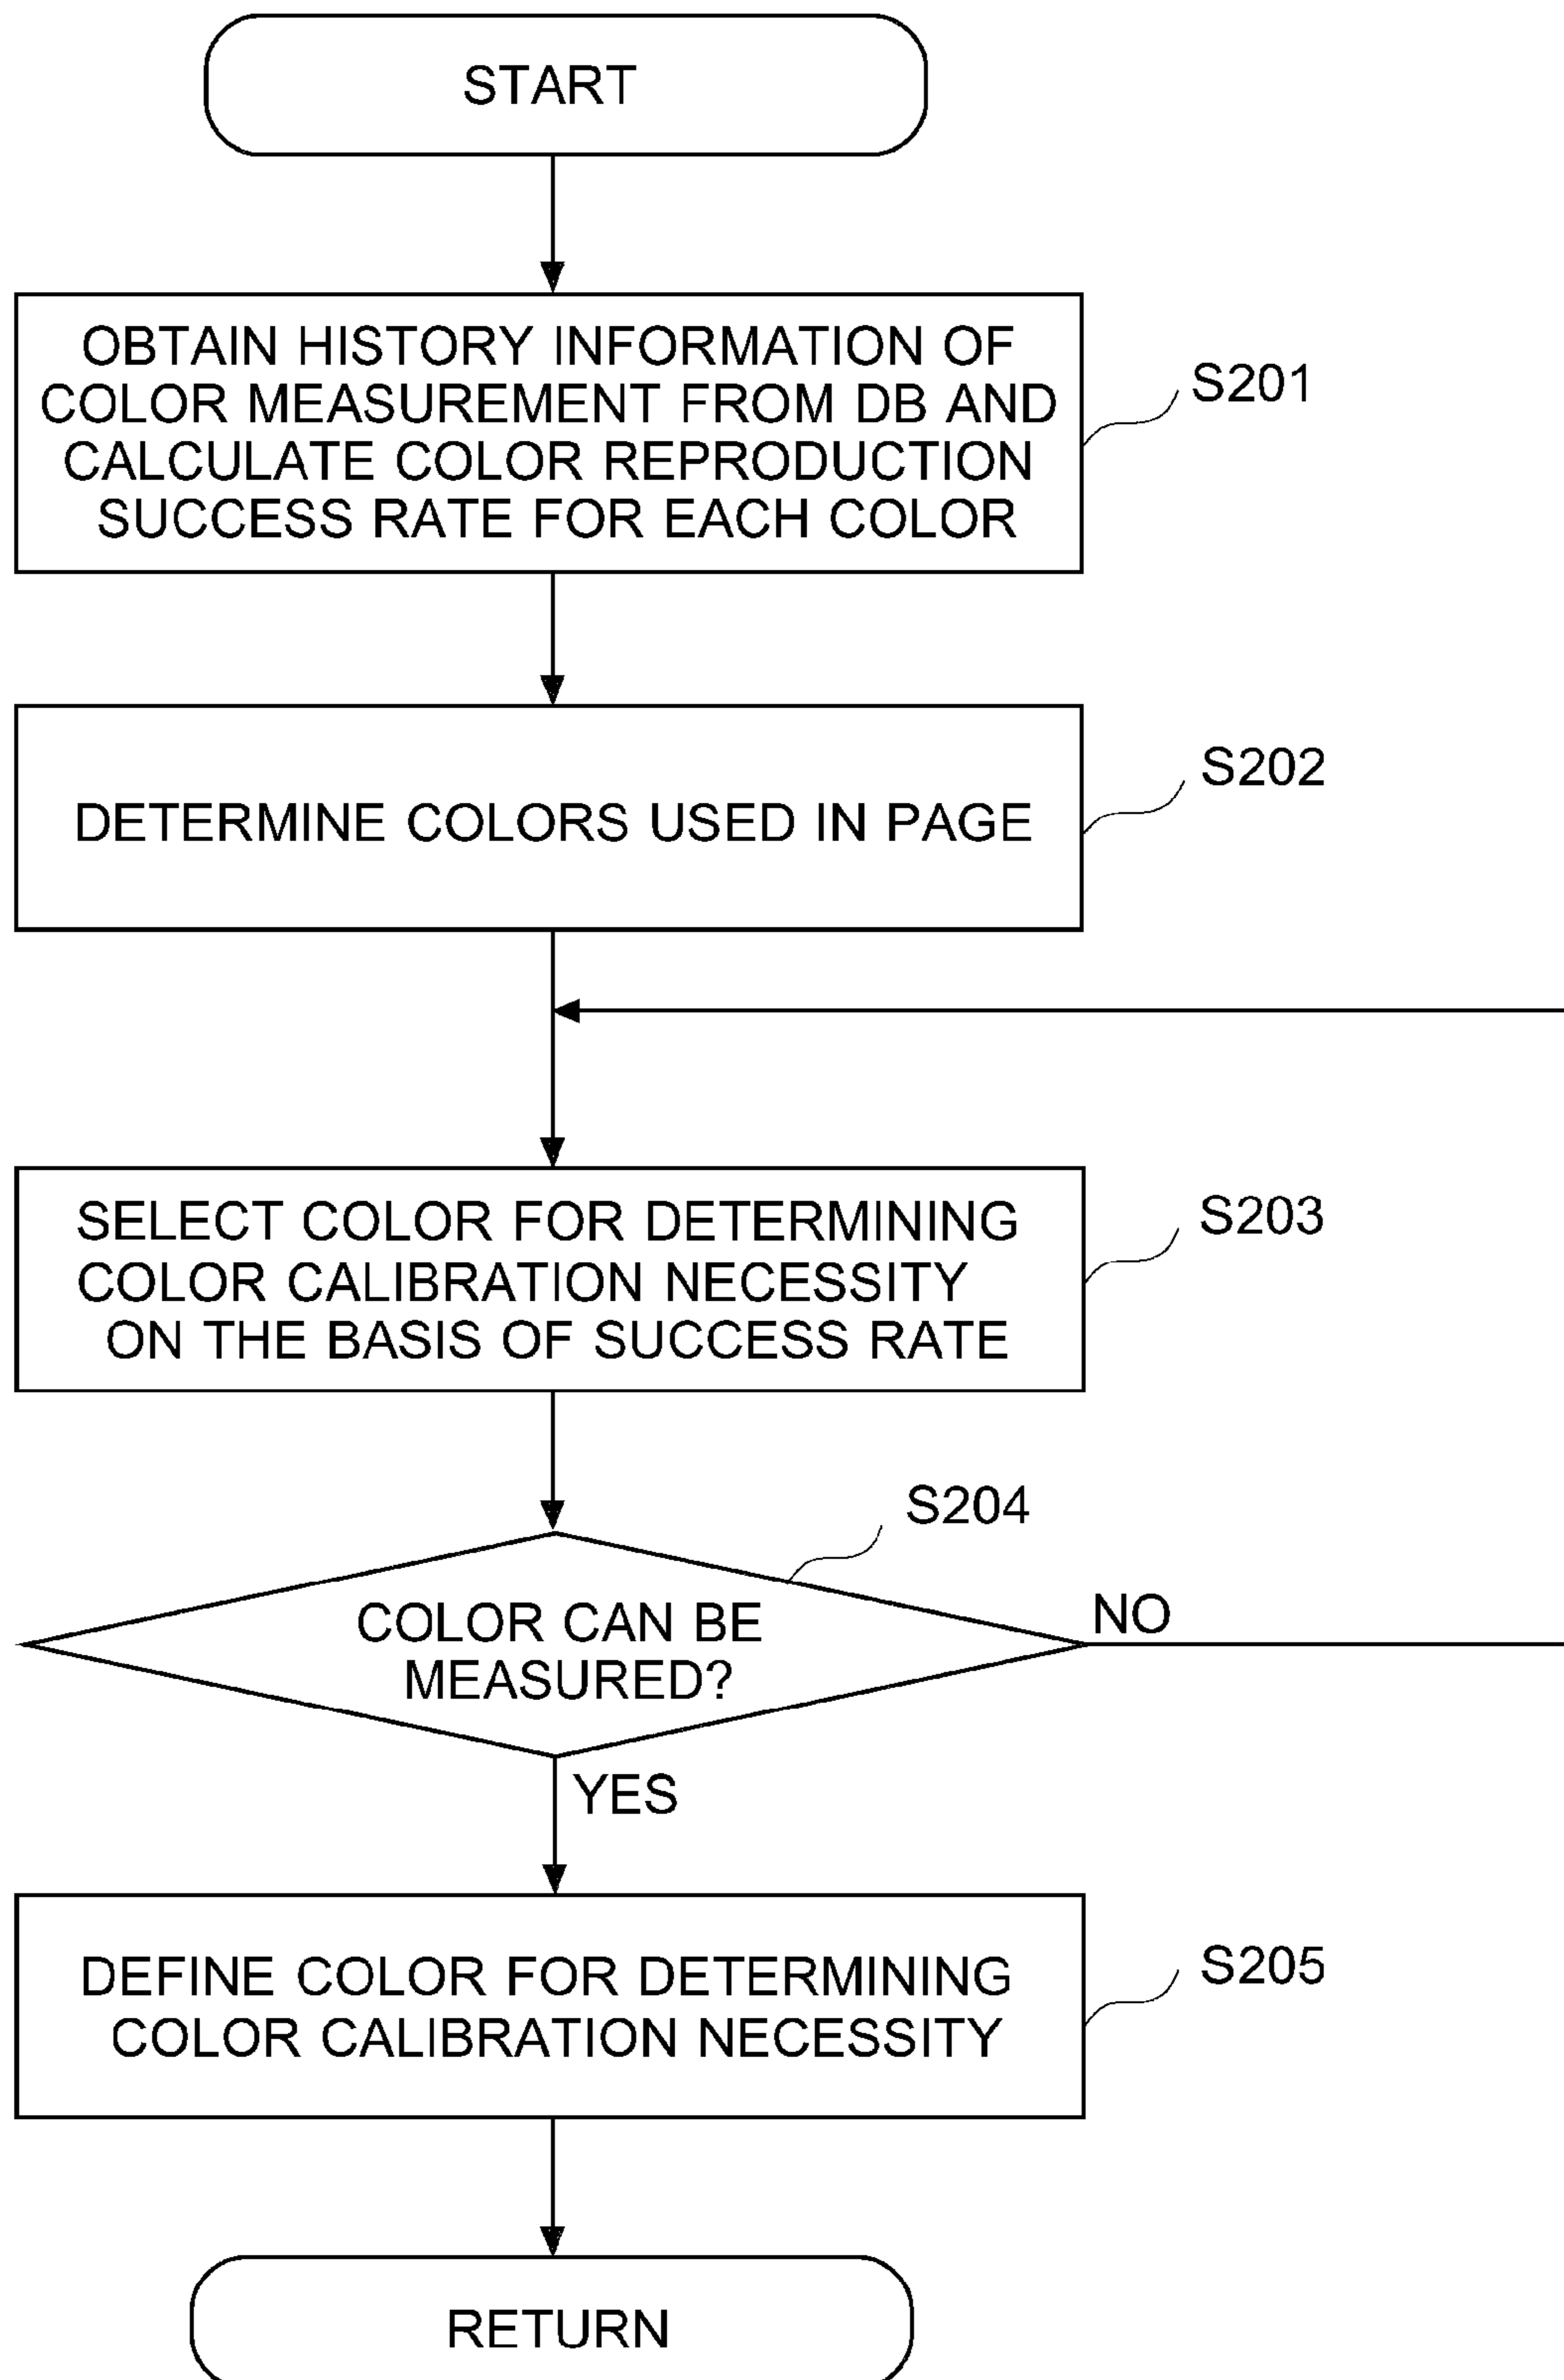 START
OBTAIN HISTORY INFORMATION OF
COLOR MEASUREMENT FROM DB AND
CALCULATE COLOR REPRODUCTION
SUCCESS RATE FOR EACH COLOR
S201
DETERMINE COLORS USED IN PAGE
S202
SELECT COLOR FOR DETERMINING
COLOR CALIBRATION NECESSITY
ON THE BASIS OF SUCCESS RATE
S203
S204
COLOR CAN BE
MEASURED?
NO
YES
DEFINE COLOR FOR DETERMINING
COLOR CALIBRATION NECESSITY
S205
RETURN